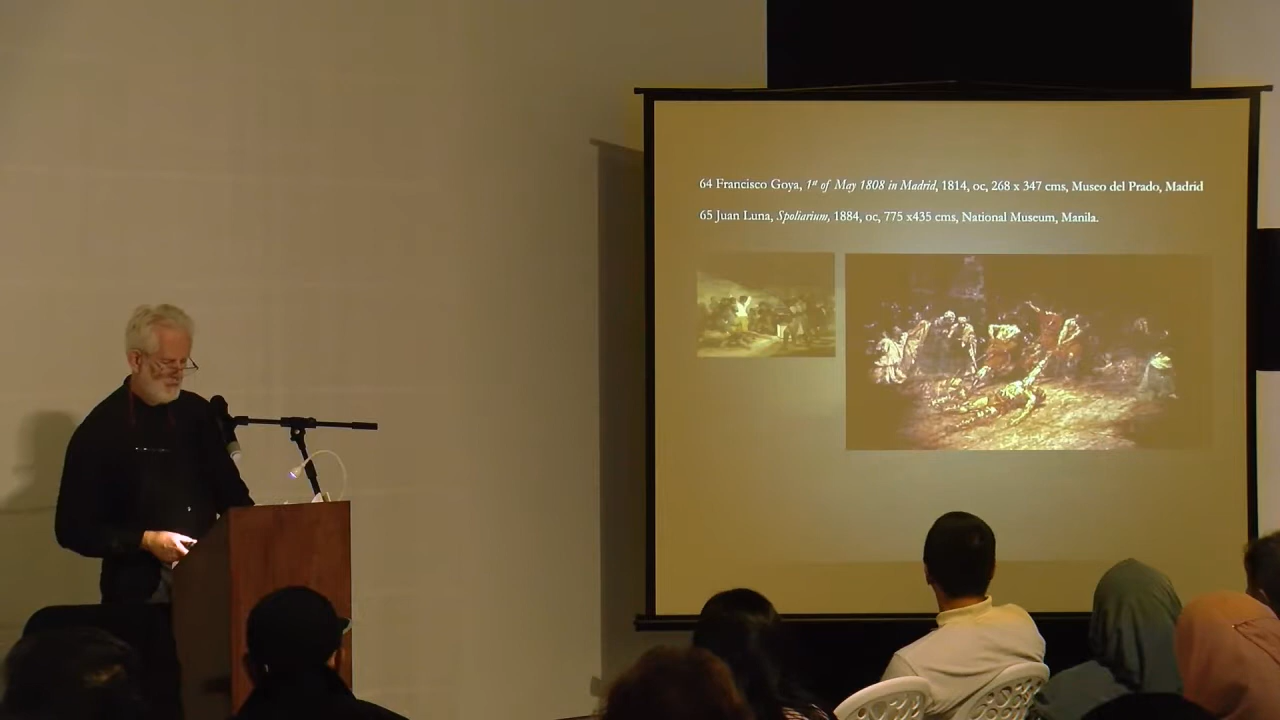 64 Francisco Goya, 1st of May 1808 in Madrid, 1814, oc, 268 x 347 cms, Museo del Prado, Madrid
65 Juan Luna, Spoliarium, 1884, oc, 775 x435 cms, National Museum, Manila.